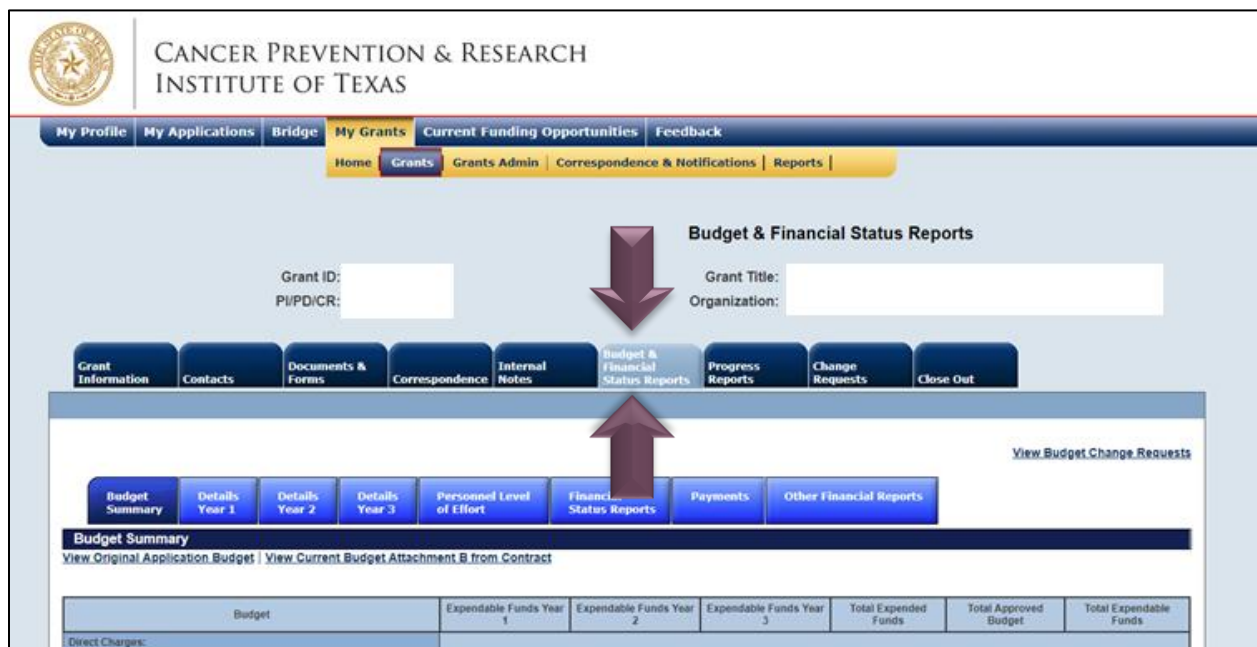 THE STATE OF TEXAS
CANCER PREVENTION & RESEARCH
INSTITUTE OF TEXAS
My Profile My Applications Bridge My Grants Current Funding Opportunities Feedback
Home Grants Grants Admin | Correspondence & Notifications | Reports |
Budget & Financial Status Reports
Grant ID: Grant Title:
PI/PD/CR: Organization:
Grant
Information
Contacts
Documents &
Forms
Correspondence
Internal
Notes
Budget &
Financial
Status Reports
Progress
Reports
Change
Requests
Close Out
View Budget Change Requests
Budget
Summary
Details
Year 1
Details
Year 2
Details
Year 3
Personnel Level
of Effort
Financial
Status Reports
Payments
Other Financial Reports
Budget Summary
View Original Application Budget | View Current Budget Attachment B from Contract
Budget
Expendable Funds Year
1
Expendable Funds Year
2
Expendable Funds Year
3
Total Expended
Funds
Total Approved
Budget
Total Expendable
Funds
Direct Charges: